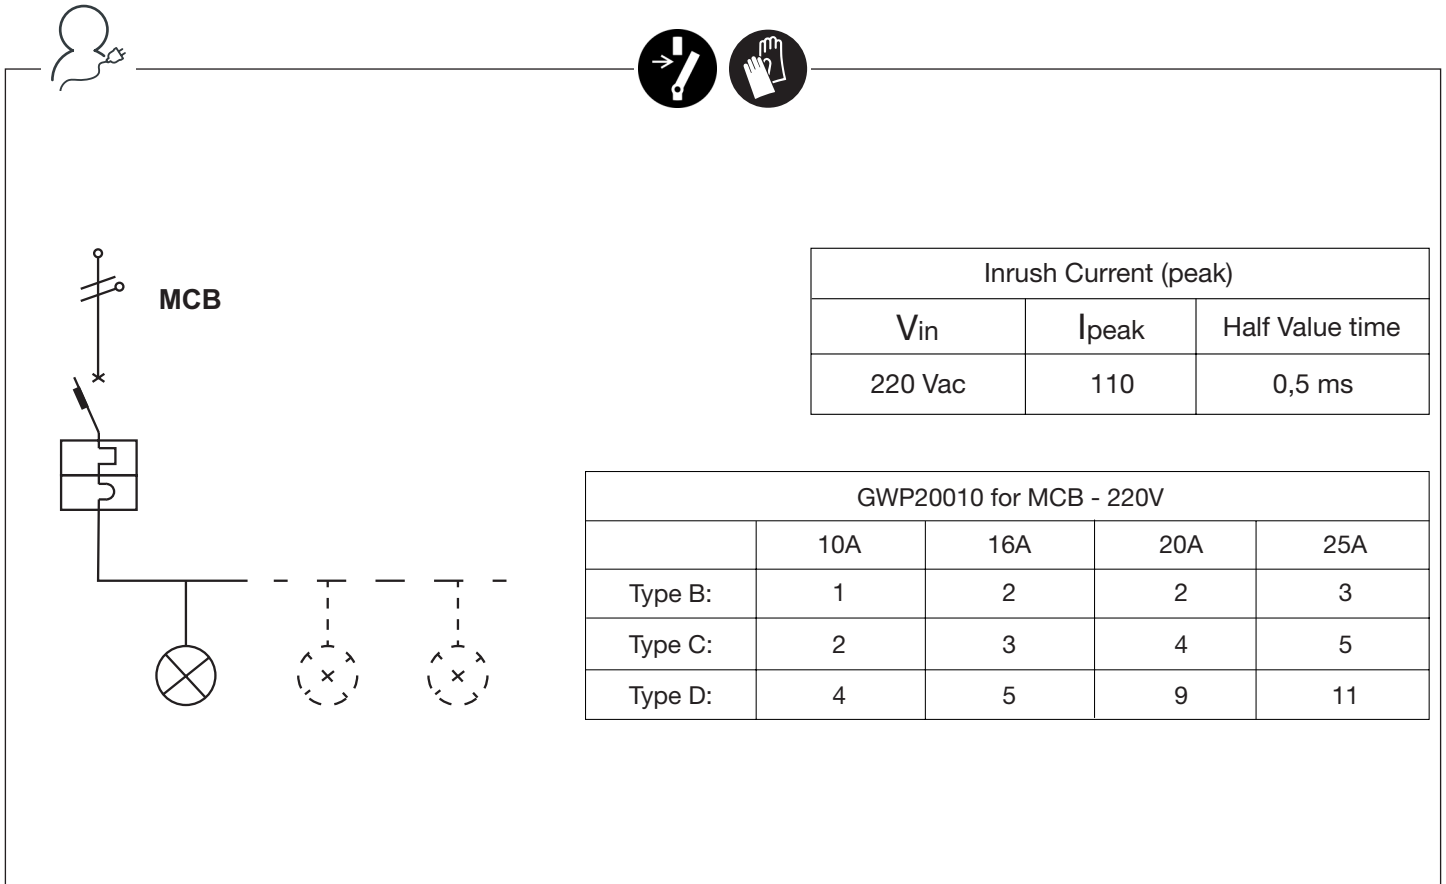 MCB
Inrush Current (peak)
Vin Ipeak Half Value time
220 Vac 110 0,5 ms
GWP20010 for MCB - 220V
10A 16A 20A 25A
Type B: 1 2 2 3
Type C: 2 3 4 5
Type D: 4 5 9 11